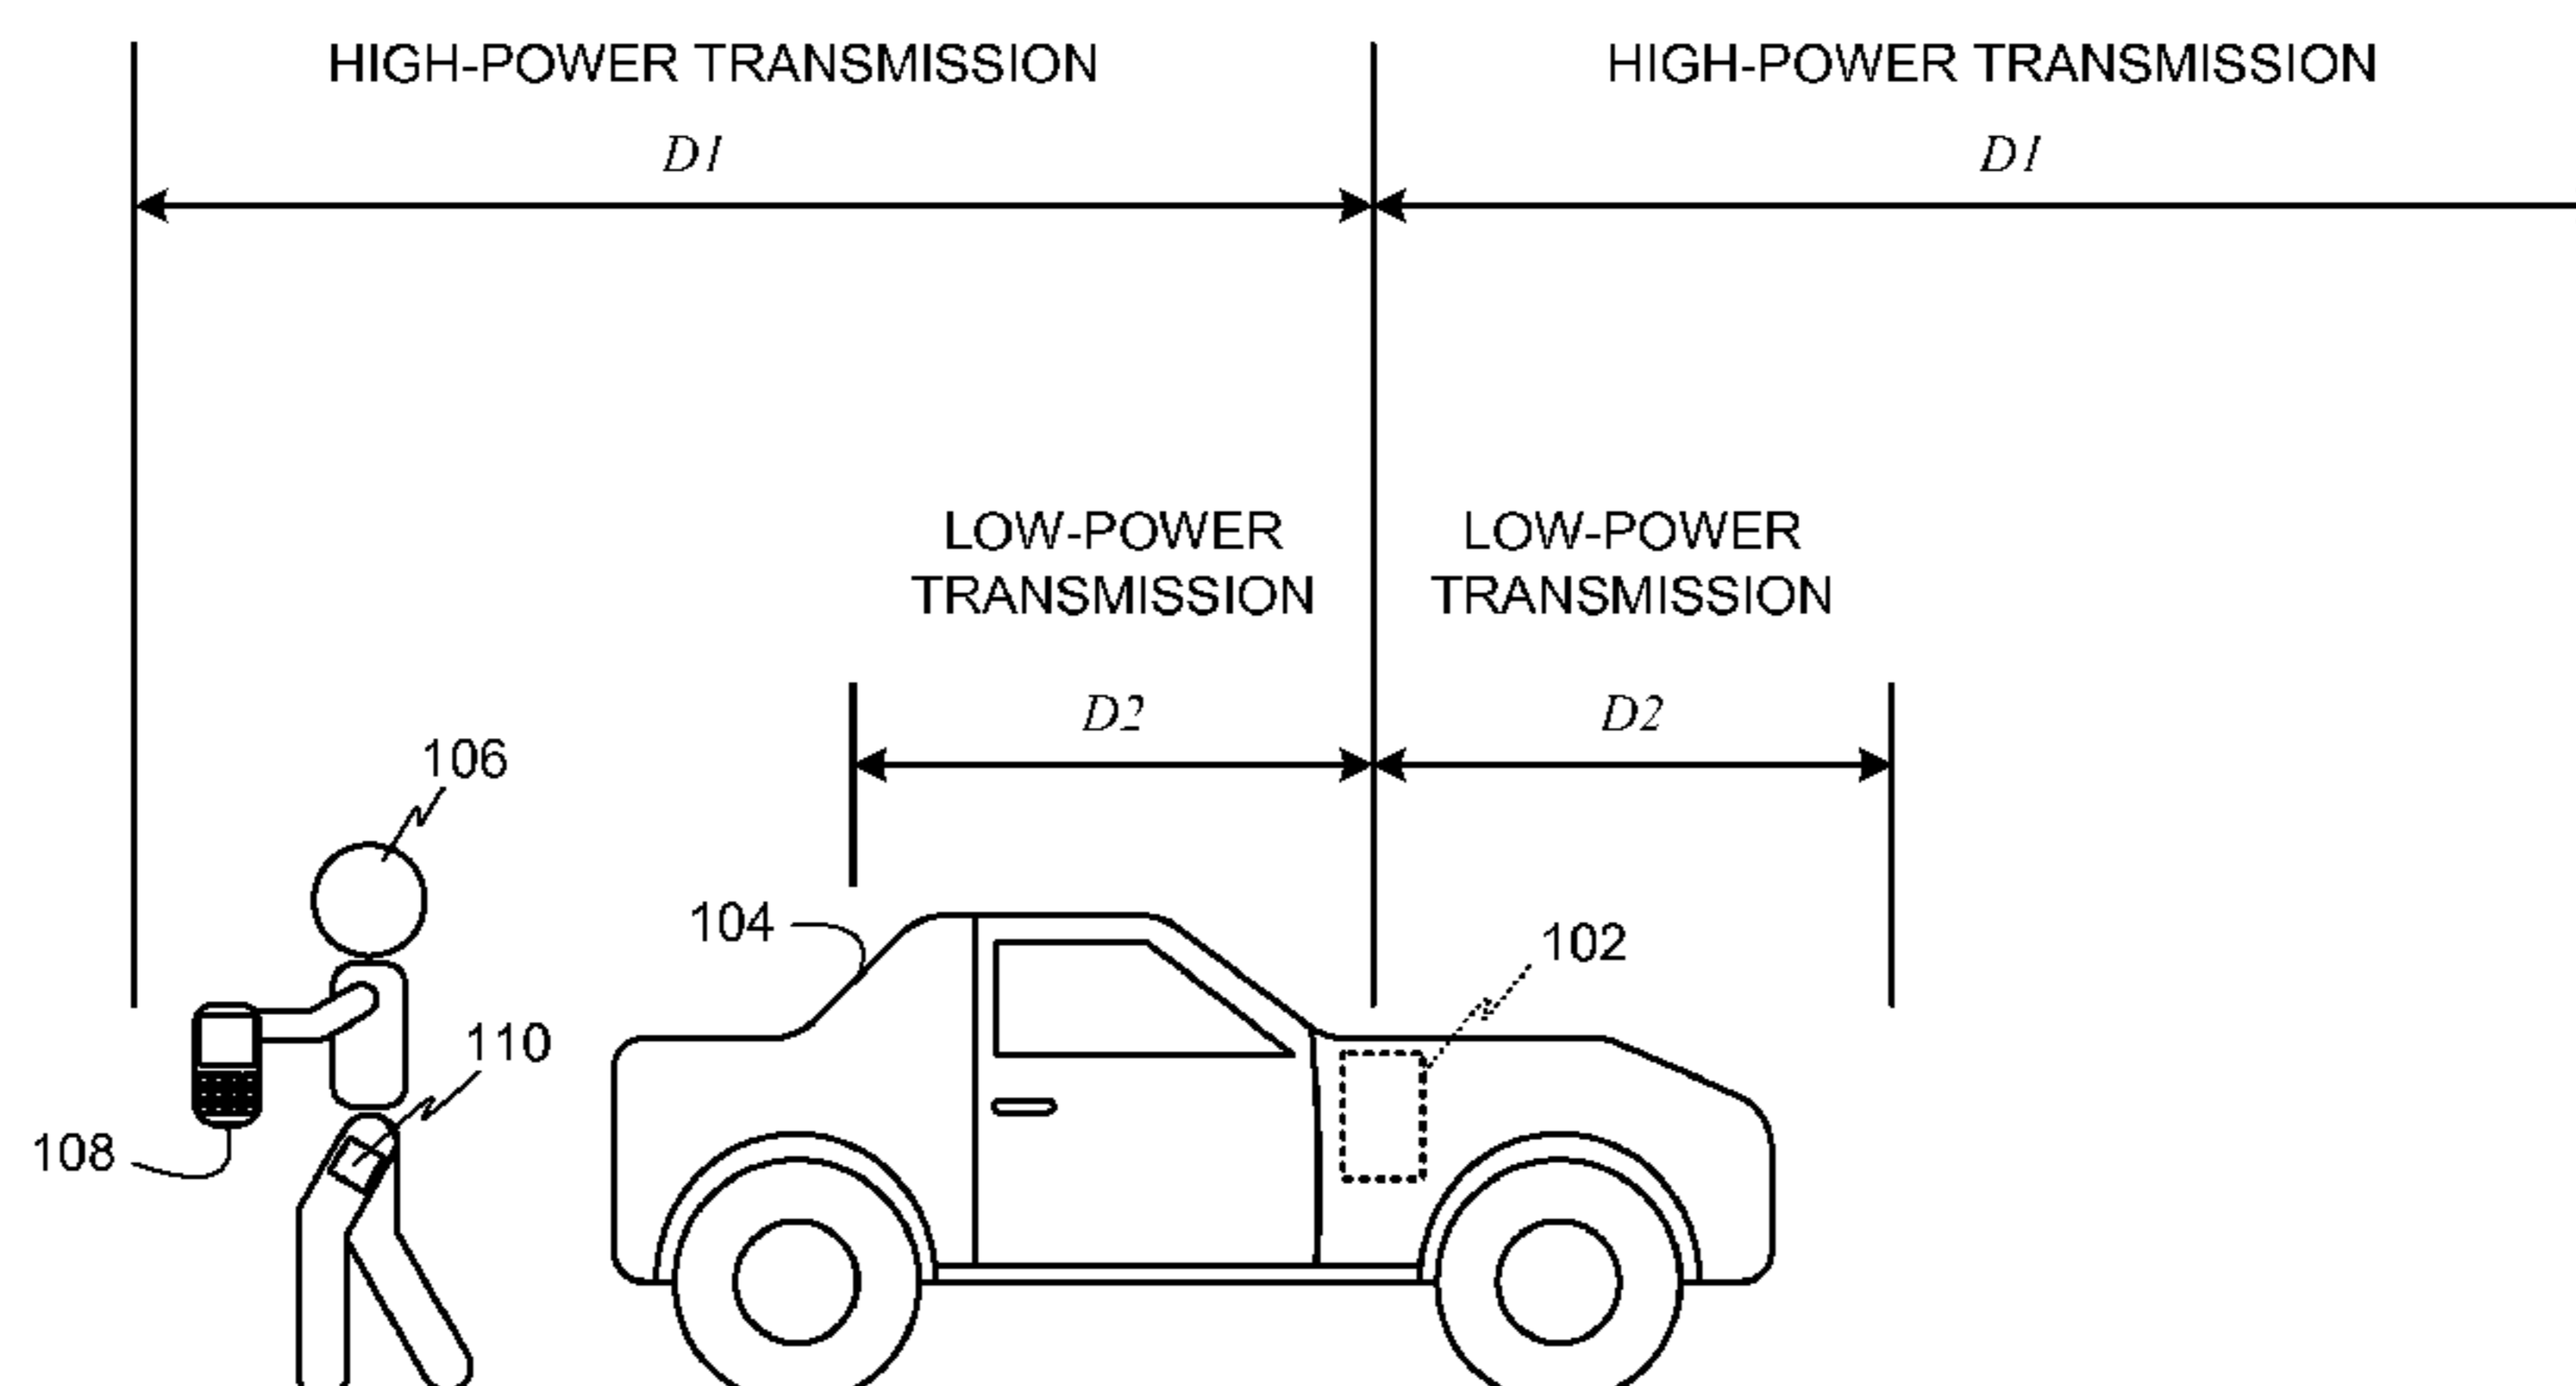 HIGH-POWER TRANSMISSION
HIGH-POWER TRANSMISSION
D1
D1
LOW-POWER
TRANSMISSION
LOW-POWER
TRANSMISSION
D2
D2
106
104
102
110
108